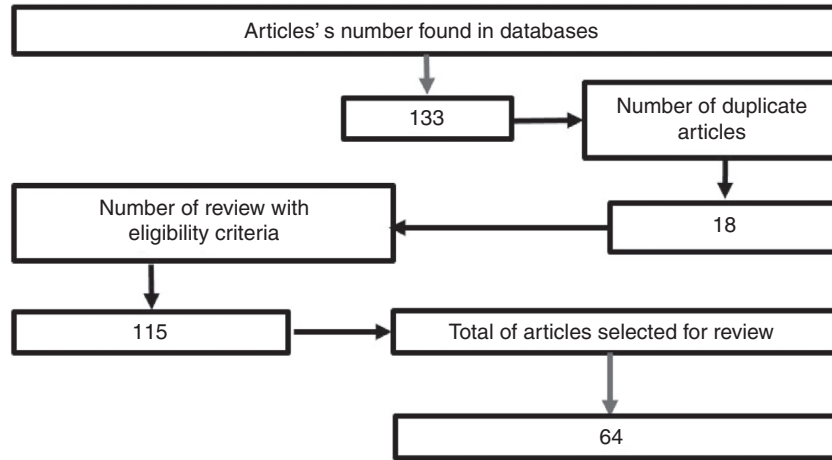 Articles's number found in databases
133
Number of duplicate
articles
18
Number of review with
eligibility criteria
115
Total of articles selected for review
64